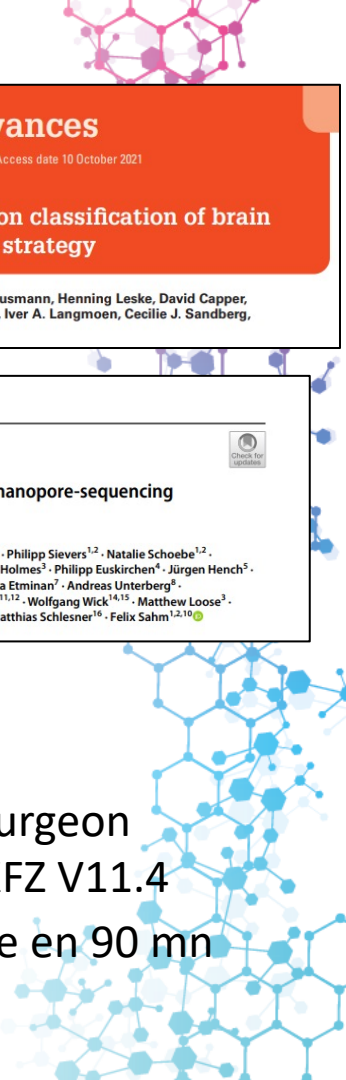 vances
Access date 10 October 2021
on classification of brain
strategy
usmann, Henning Leske, David Capper,
Iver A. Langmoen, Cecilie J. Sandberg,
Check for
updates
nanopore-sequencing
· Philipp Sievers1,2 · Natalie Schoebe1,2 ·
Holmes3 · Philipp Euskirchen4 · Jürgen Hench5 ·
a Etminan7 · Andreas Unterberg8 ·
11,12 · Wolfgang Wick14,15 · Matthew Loose3 ·
atthias Schlesner16 · Felix Sahm1,2,10
urgeon
KFZ V11.4
e en 90 mn